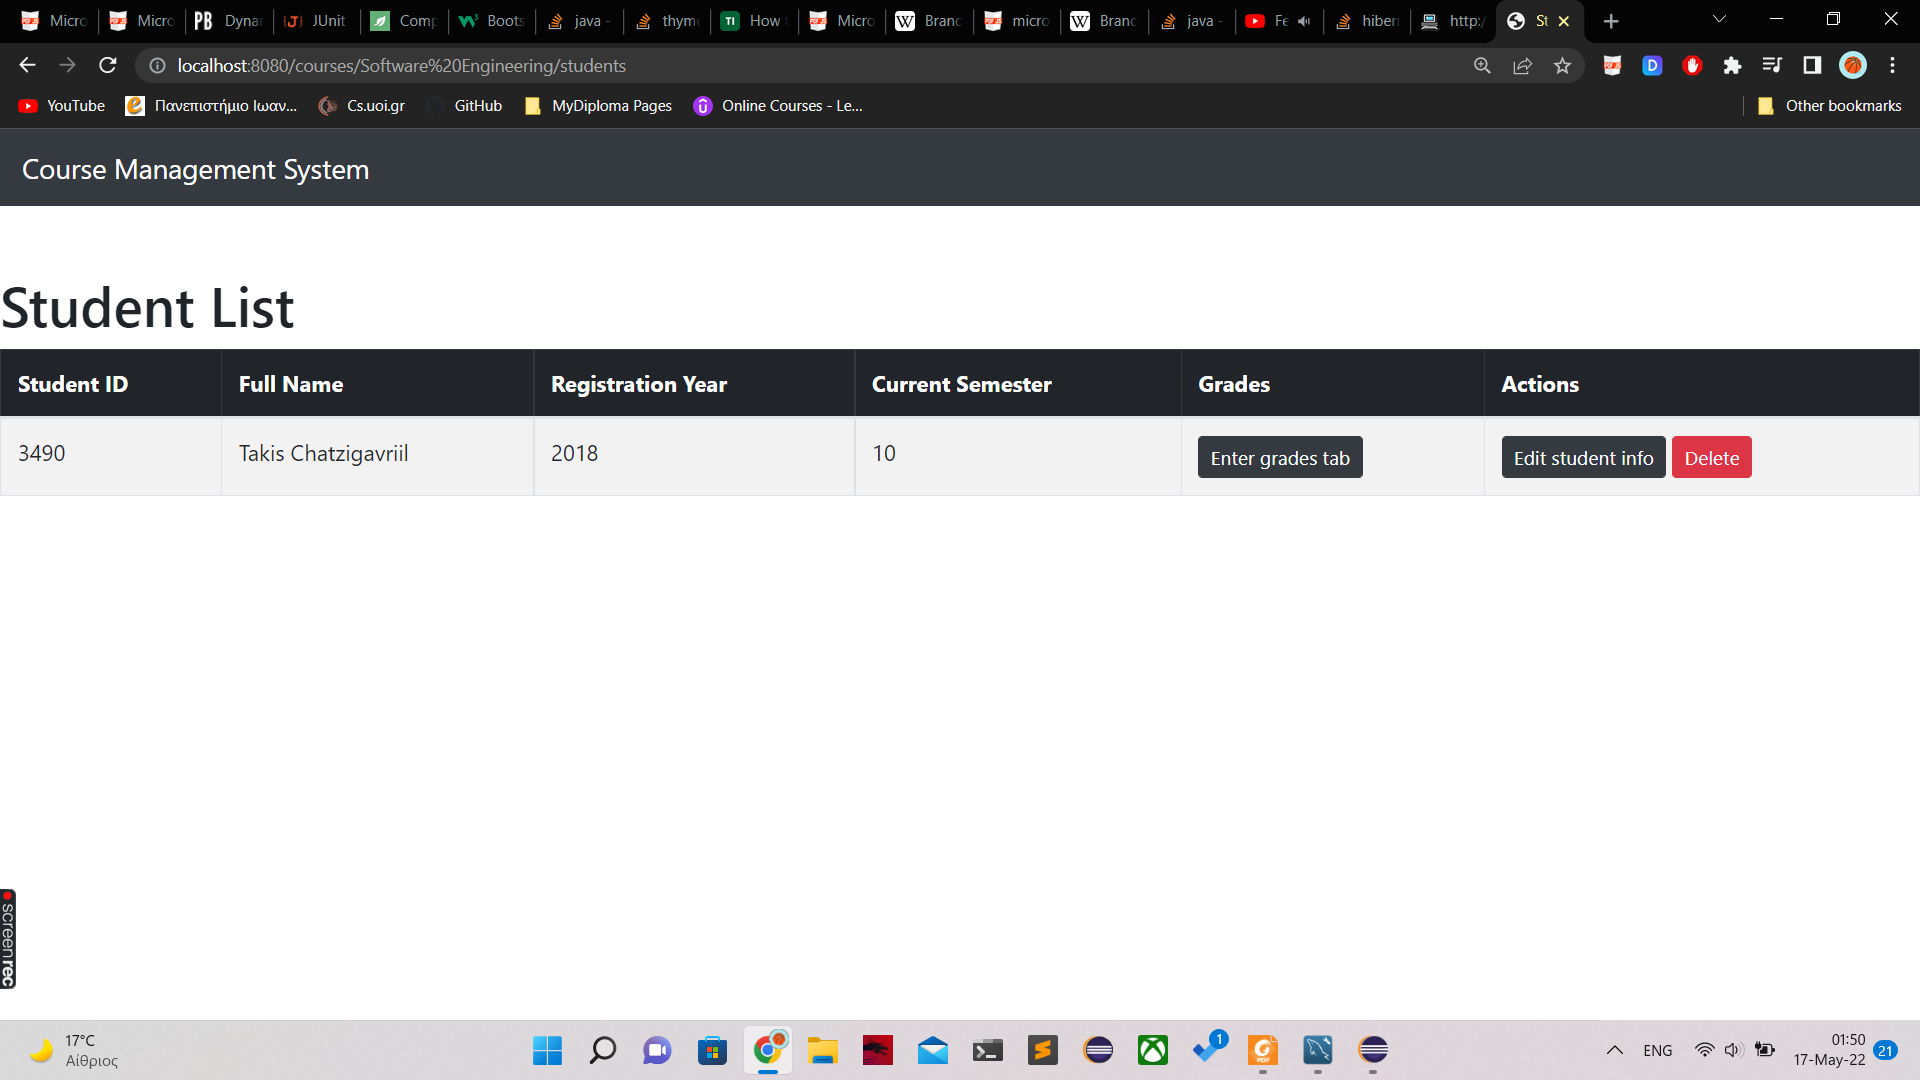 Micro
Micro
PB Dynar
JUnit
Comp
Boots
java -
thyme
TI How t
Micro
W Branc
micro
W Branc
java -
Fe
hiber
http:/
St
localhost:8080/courses/Software%20Engineering/students
YouTube
Πανεπιστήμιο Ιωαν...
Cs.uoi.gr
GitHub
MyDiploma Pages
Online Courses - Le...
Other bookmarks
Course Management System
Student List
Student ID Full Name Registration Year Current Semester Grades Actions
3490 Takis Chatzigavriil 2018 10 Enter grades tab Edit student info Delete
screenrec
17°C
Αίθριος
1
ENG
01:50
17-May-22
21